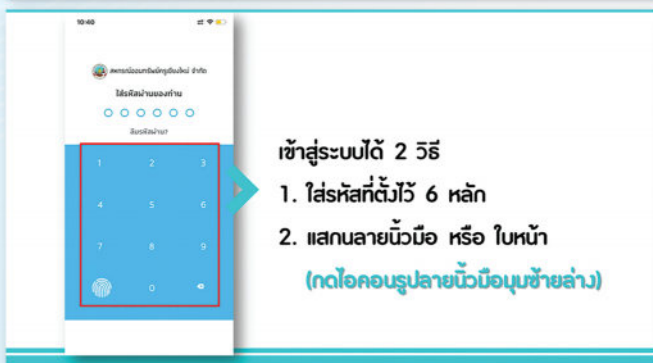 10:40
สหกรณ์ออมทรัพย์ครูเชียงใหม่ จำกัด
ใส่รหัสผ่านของท่าน
ลืมรหัสผ่าน?
1 2 3
4 5 6
7 8 9
0
เข้าสู่ระบบได้ 2 วิธี
1. ใส่รหัสที่ตั้งไว้ 6 หลัก
2. แสกนลายนิ้วมือ หรือ ใบหน้า
(กดไอคอนรูปลายนิ้วมือมุมซ้ายล่าง)